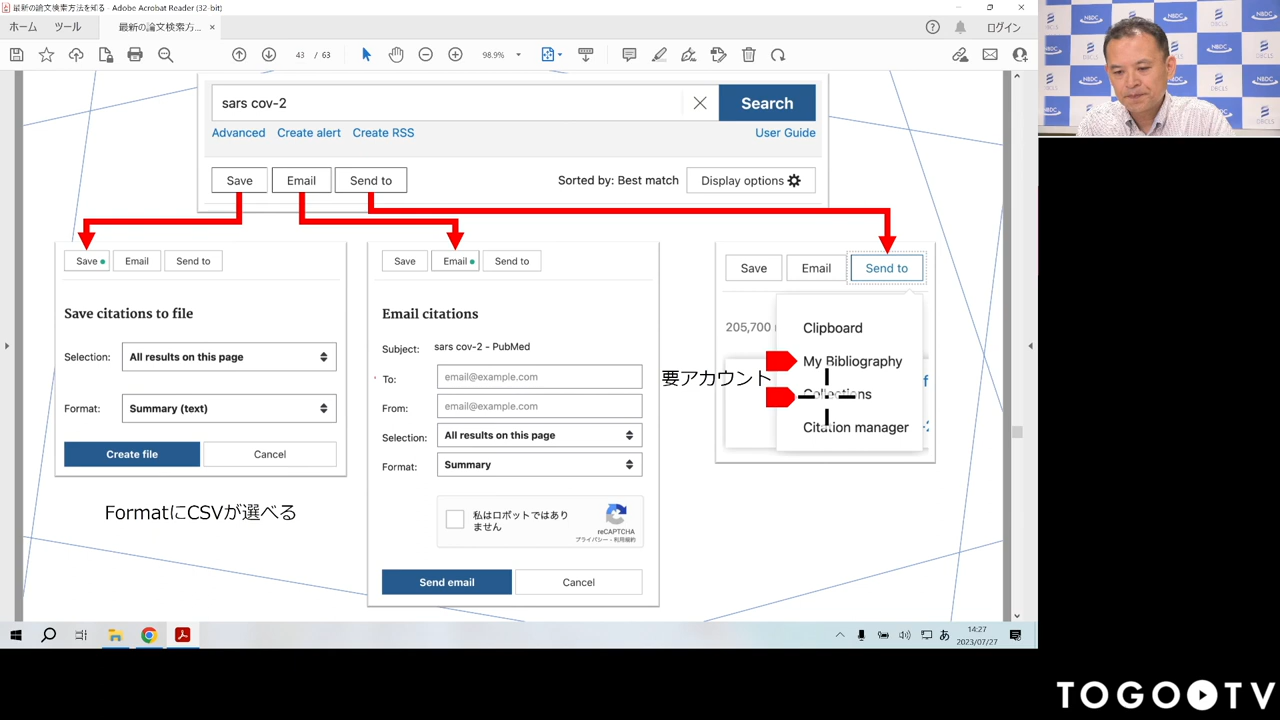 最新の論文検索方法を知る - Adobe Acrobat Reader (32-bit)
ホーム ツール 最新の論文検索方... × ログイン
43 / 63 98.9%
sars cov-2 Search
Advanced Create alert Create RSS User Guide
Save Email Send to Sorted by: Best match Display options
Save Email Send to
Save citations to file
Selection: All results on this page
Format: Summary (text)
Create file Cancel
FormatにCSVが選べる
Save Email Send to
Email citations
Subject: sars cov-2 - PubMed
To: email@example.com
From: email@example.com
Selection: All results on this page
Format: Summary
私はロボットではあり
ません
reCAPTCHA
プライバシー - 利用規約
Send email Cancel
要アカウント
Save Email Send to
205,700
Clipboard
My Bibliography
Collections
Citation manager
あ
14:27
2023/07/27
NBDC
DBCLS
TOGO TV